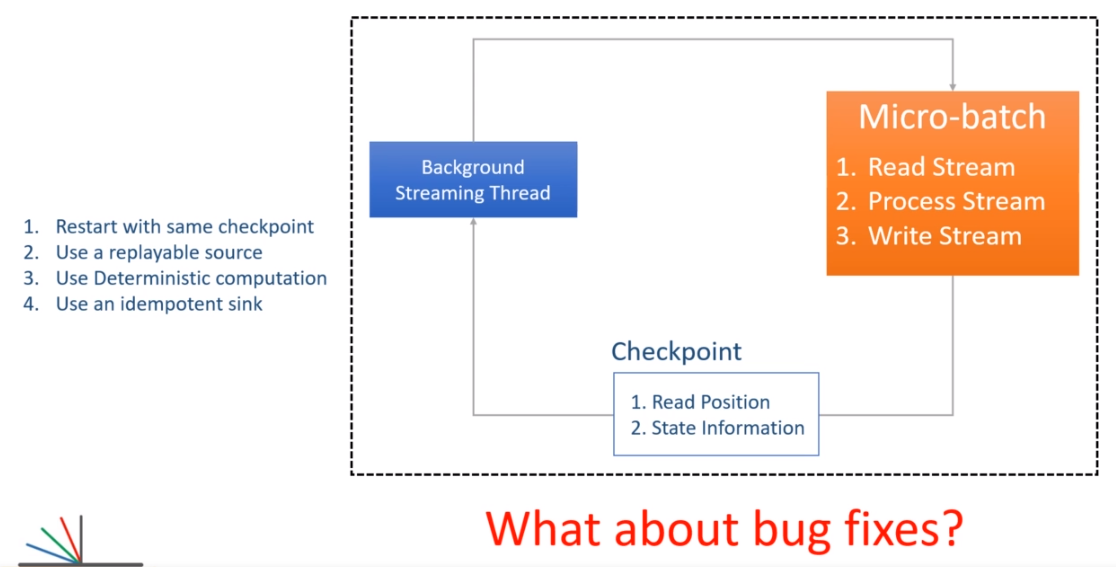 1. Restart with same checkpoint
2. Use a replayable source
3. Use Deterministic computation
4. Use an idempotent sink
Background
Streaming Thread
Micro-batch
1. Read Stream
2. Process Stream
3. Write Stream
Checkpoint
1. Read Position
2. State Information
What about bug fixes?